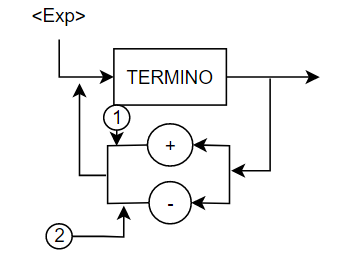 <Exp>
TERMINO
1
+
-
2